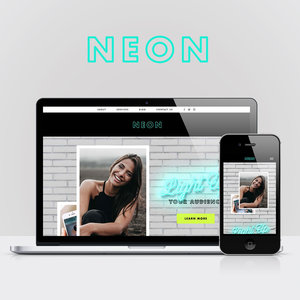 NEON
ABOUT SERVICES BLOG CONTACT US
NEON
Light Up
YOUR AUDIENCE
LEARN MORE
NEON
Light Up